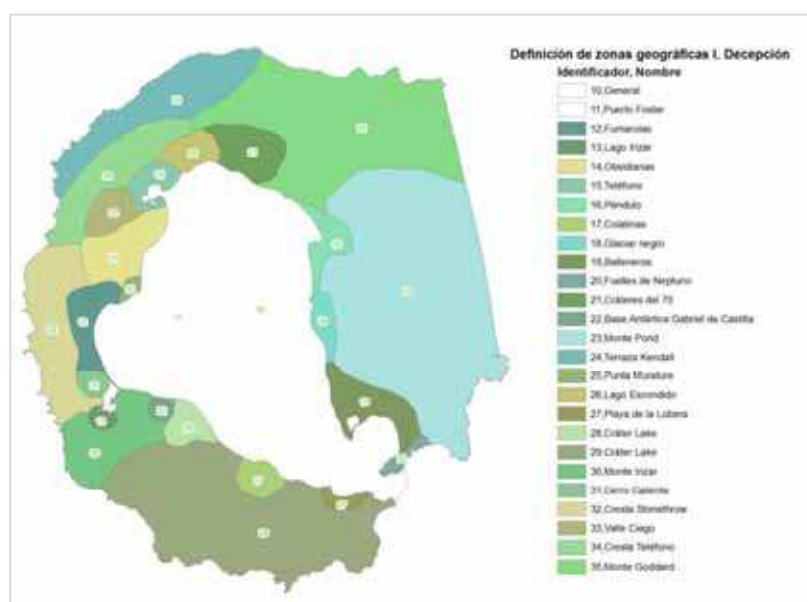 Definición de zonas geográficas I. Decepción
Identificador, Nombre
10,General
11,Puerto Foster
12,Fumarolas
13,Lago Irizar
14,Obsidianas
15,Teléfono
16,Péndulo
17,Colatinas
18,Glaciar negro
19,Balleneros
20,Fuelles de Neptuno
21,Cráteres del 70
22,Base Antártica Gabriel de Castilla
23,Monte Pond
24,Terraza Kendall
25,Punta Murature
26,Lago Escondido
27,Playa de la Lobera
28,Cráter Lake
29,Cráter Lake
30,Monte Irizar
31,Cerro Caliente
32,Cresta Stonethrow
33,Valle Ciego
34,Cresta Teléfono
35,Monte Goddard